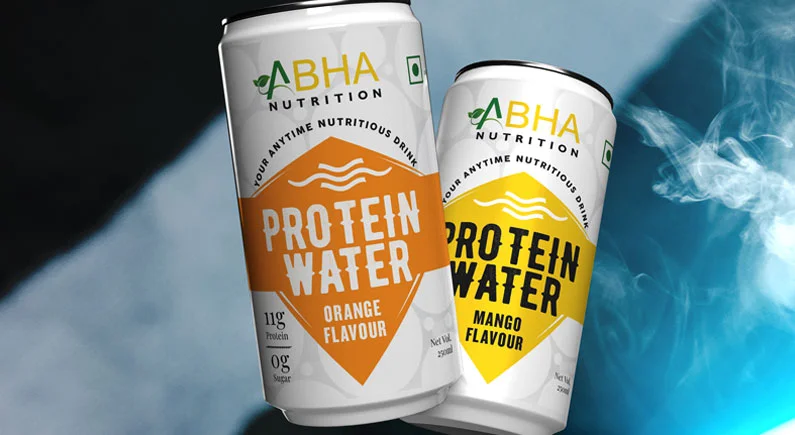 ABHA
NUTRITION
YOUR ANYTIME NUTRITIOUS DRINK
PROTEIN
WATER
ORANGE
FLAVOUR
11g
Protein
0g
Sugar
Net Vol.
250ml
ABHA
NUTRITION
YOUR ANYTIME NUTRITIOUS DRINK
PROTEIN
WATER
MANGO
FLAVOUR
Net Vol.
250ml